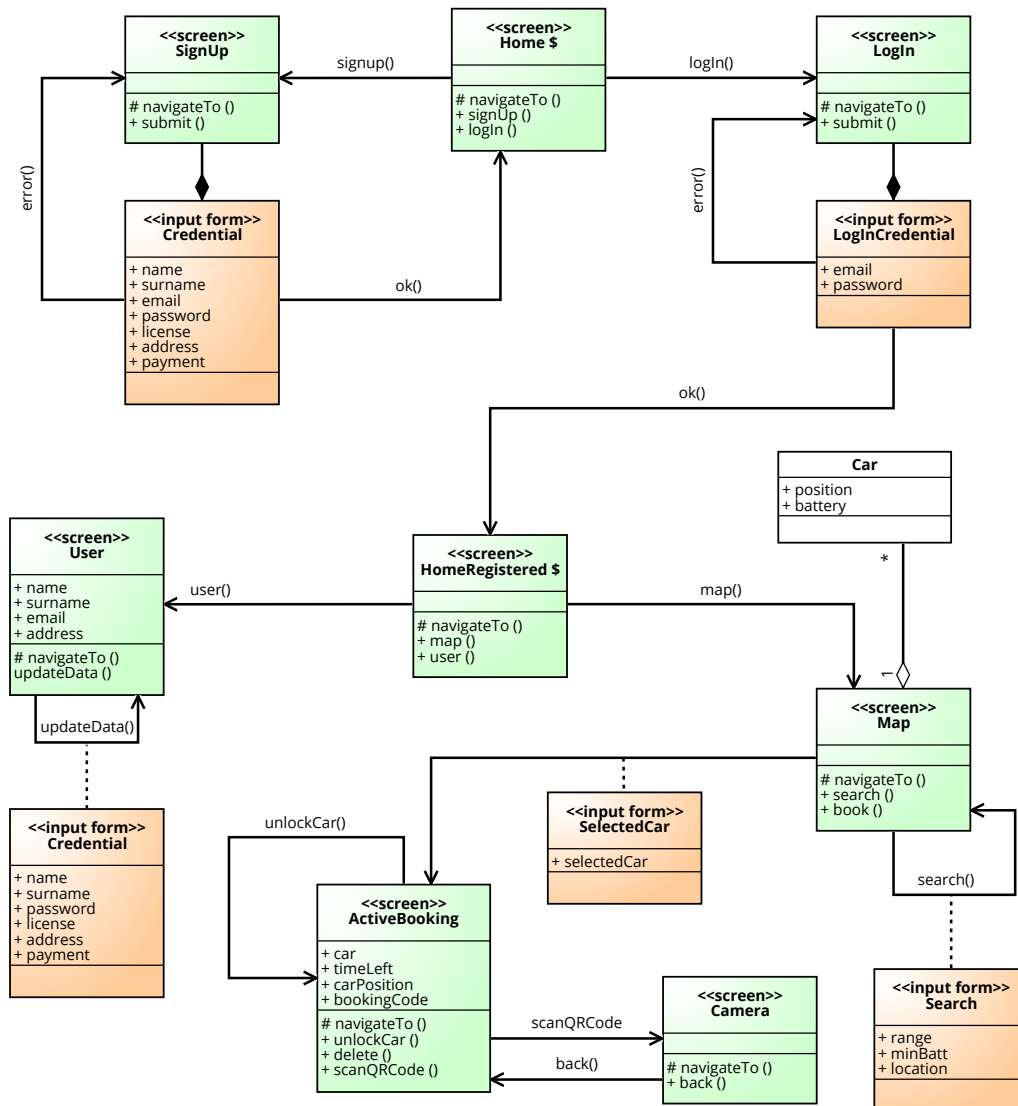 <<screen>>
SignUp
# navigateTo ()
+ submit ()
signup()
<<screen>>
Home $
# navigateTo ()
+ signUp ()
+ logIn ()
logIn()
<<screen>>
LogIn
# navigateTo ()
+ submit ()
error()
<<input form>>
Credential
+ name
+ surname
+ email
+ password
+ license
+ address
+ payment
ok()
error()
<<input form>>
LogInCredential
+ email
+ password
ok()
Car
+ position
+ battery
*
1
<<screen>>
User
+ name
+ surname
+ email
+ address
# navigateTo ()
updateData ()
user()
<<screen>>
HomeRegistered $
# navigateTo ()
+ map ()
+ user ()
map()
<<screen>>
Map
# navigateTo ()
+ search ()
+ book ()
updateData()
<<input form>>
Credential
+ name
+ surname
+ password
+ license
+ address
+ payment
unlockCar()
<<input form>>
SelectedCar
+ selectedCar
search()
<<screen>>
ActiveBooking
+ car
+ timeLeft
+ carPosition
+ bookingCode
# navigateTo ()
+ unlockCar ()
+ delete ()
+ scanQRCode ()
scanQRCode
back()
<<screen>>
Camera
# navigateTo ()
+ back ()
<<input form>>
Search
+ range
+ minBatt
+ location